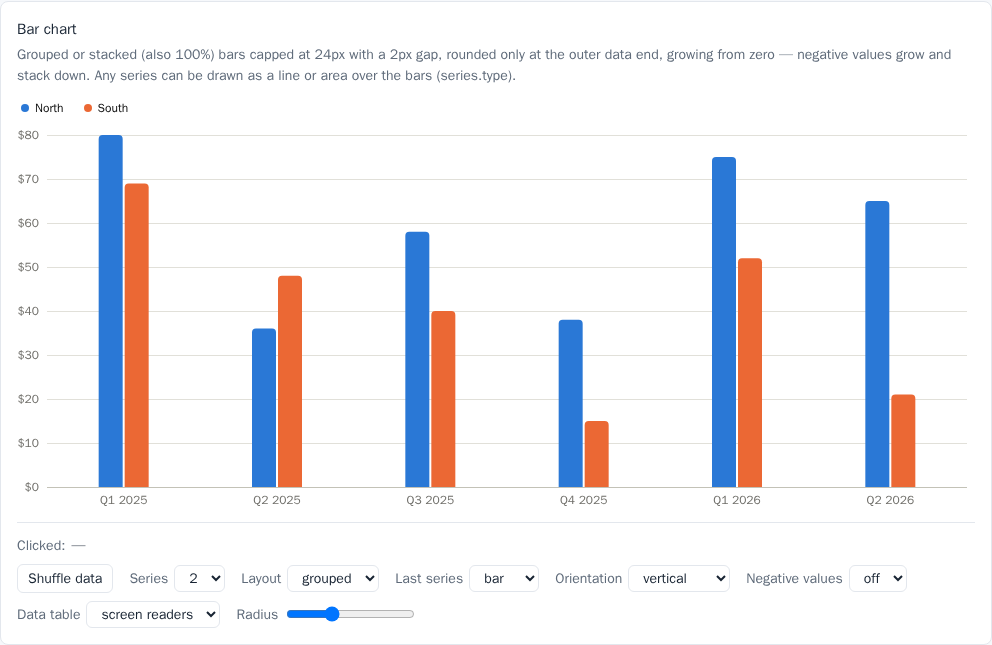 Bar chart
Grouped or stacked (also 100%) bars capped at 24px with a 2px gap, rounded only at the outer data end, growing from zero — negative values grow and
stack down. Any series can be drawn as a line or area over the bars (series.type).
North South
$80
$70
$60
$50
$40
$30
$20
$10
$0
Q1 2025 Q2 2025 Q3 2025 Q4 2025 Q1 2026 Q2 2026
Clicked: —
Shuffle data Series 2 Layout grouped Last series bar Orientation vertical Negative values off
Data table screen readers Radius